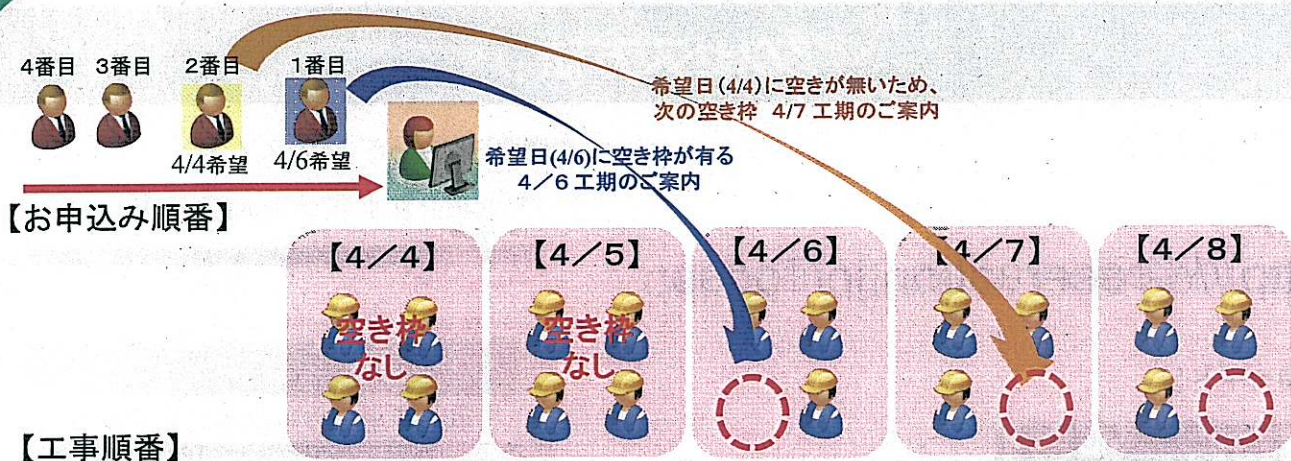 4番目 3番目 2番目 1番目
4/4希望 4/6希望
希望日(4/4)に空きが無いため、
次の空き枠 4/7 工期のご案内
希望日(4/6)に空き枠が有る
4/6 工期のご案内
【お申込み順番】
【4/4】 【4/5】 【4/6】 【4/7】 【4/8】
空き枠 空き枠
なし なし
【工事順番】